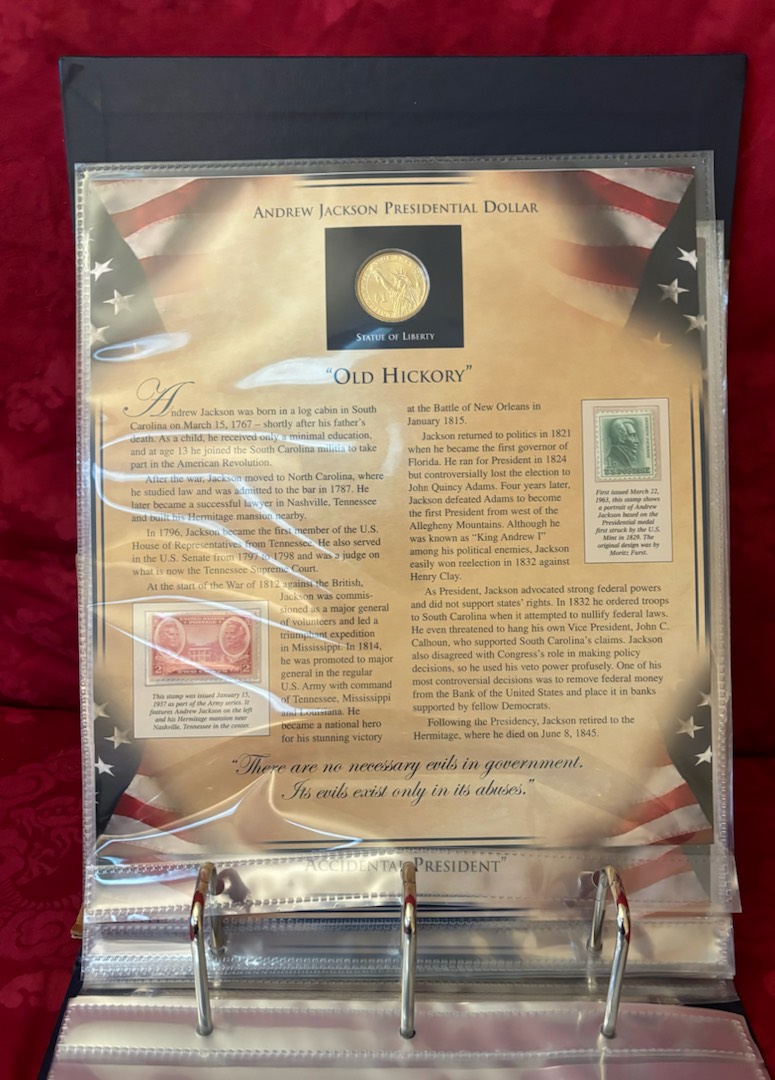 ANDREW JACKSON PRESIDENTIAL DOLLAR
STATUE OF LIBERTY
"OLD HICKORY"
Andrew Jackson was born in a log cabin in South
Carolina on March 15, 1767 – shortly after his father's
death. As a child, he received only a minimal education,
and at age 13 he joined the South Carolina militia to take
part in the American Revolution.
After the war, Jackson moved to North Carolina, where
he studied law and was admitted to the bar in 1787. He
later became a successful lawyer in Nashville, Tennessee
and built his Hermitage mansion nearby.
In 1796, Jackson became the first member of the U.S.
House of Representatives from Tennessee. He also served
in the U.S. Senate from 1797 to 1798 and was a judge on
what is now the Tennessee Supreme Court.
At the start of the War of 1812 against the British,
Jackson was commis-
sioned as a major general
of volunteers and led a
triumphant expedition
in Mississippi. In 1814,
he was promoted to major
general in the regular
U.S. Army with command
of Tennessee, Mississippi
and Louisiana. He
became a national hero
for his stunning victory
2 2
This stamp was issued January 15,
1937 as part of the Army series. It
features Andrew Jackson on the left
and his Hermitage mansion near
Nashville, Tennessee in the center.
at the Battle of New Orleans in
January 1815.
Jackson returned to politics in 1821
when he became the first governor of
Florida. He ran for President in 1824
but controversially lost the election to
John Quincy Adams. Four years later,
Jackson defeated Adams to become
the first President from west of the
Allegheny Mountains. Although he
was known as "King Andrew I"
among his political enemies, Jackson
easily won reelection in 1832 against
Henry Clay.
As President, Jackson advocated strong federal powers
and did not support states' rights. In 1832 he ordered troops
to South Carolina when it attempted to nullify federal laws.
He even threatened to hang his own Vice President, John C.
Calhoun, who supported South Carolina's claims. Jackson
also disagreed with Congress's role in making policy
decisions, so he used his veto power profusely. One of his
most controversial decisions was to remove federal money
from the Bank of the United States and place it in banks
supported by fellow Democrats.
Following the Presidency, Jackson retired to the
Hermitage, where he died on June 8, 1845.
U.S. POSTAGE
First issued March 22,
1963, this stamp shows
a portrait of Andrew
Jackson based on the
Presidential medal
first struck by the U.S.
Mint in 1829. The
original design was by
Moritz Furst.
"There are no necessary evils in government.
Its evils exist only in its abuses."
ACCIDENTAL PRESIDENT"